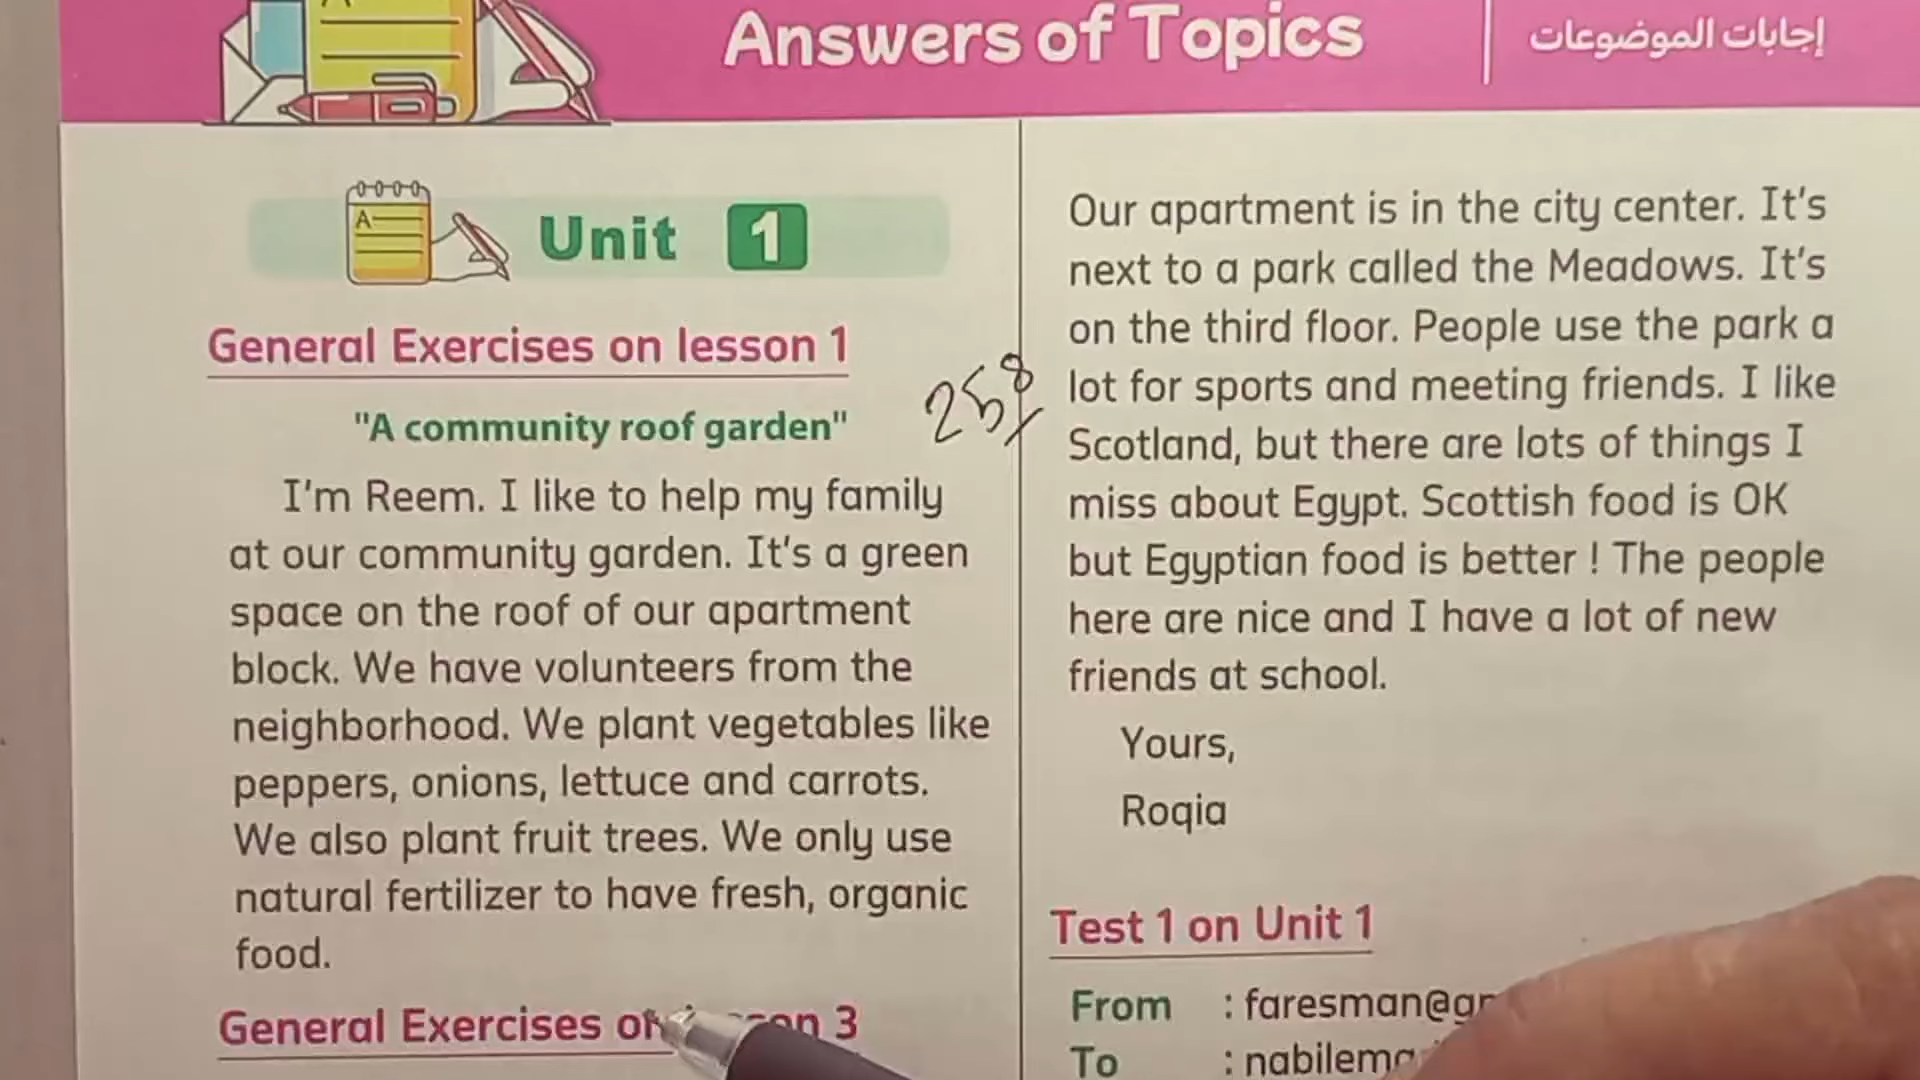 Answers of Topics
إجابات الموضوعات
Unit 1
General Exercises on lesson 1
"A community roof garden"
I'm Reem. I like to help my family
at our community garden. It's a green
space on the roof of our apartment
block. We have volunteers from the
neighborhood. We plant vegetables like
peppers, onions, lettuce and carrots.
We also plant fruit trees. We only use
natural fertilizer to have fresh, organic
food.
General Exercises on 3
258
Our apartment is in the city center. It's
next to a park called the Meadows. It's
on the third floor. People use the park a
lot for sports and meeting friends. I like
Scotland, but there are lots of things I
miss about Egypt. Scottish food is OK
but Egyptian food is better ! The people
here are nice and I have a lot of new
friends at school.
Yours,
Roqia
Test 1 on Unit 1
From :
To :